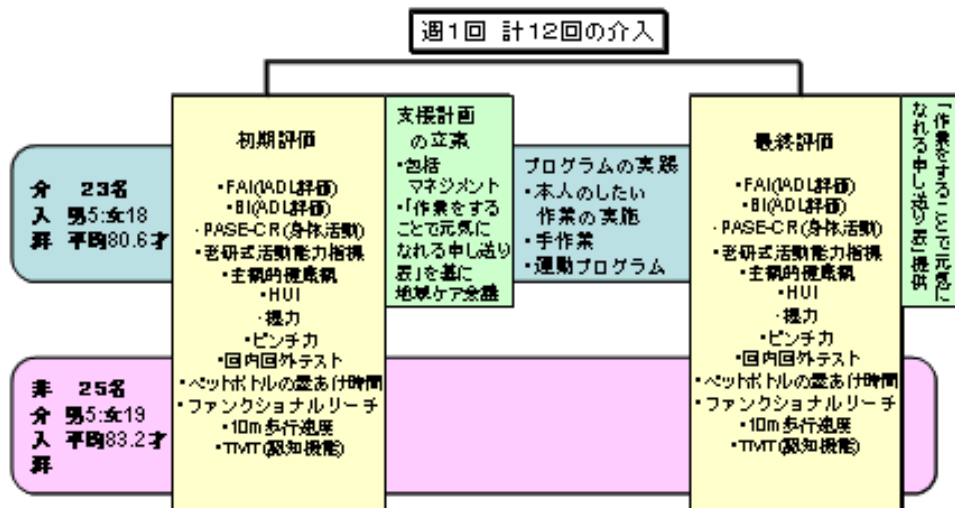 週1回 計12回の介入
初期評価
・FAI(IADL評価)
・BI(ADL評価)
・PASE-CR(身体活動)
・老研式活動能力指標
・主観的健康観
・HUI
・握力
・ピンチ力
・回内回外テスト
・ペットボトルの蓋あけ時間
・ファンクショナルリーチ
・10m歩行速度
・TMT(認知機能)
支援計画
の立案
・包括
マネジメント
・「作業をする
ことで元気に
なれる申し送り
表」を基に
地域ケア会議
プログラムの実践
・本人のしたい
作業の実施
・手作業
・運動プログラム
最終評価
・FAI(IADL評価)
・BI(ADL評価)
・PASE-CR(身体活動)
・老研式活動能力指標
・主観的健康観
・HUI
・握力
・ピンチ力
・回内回外テスト
・ペットボトルの蓋あけ時間
・ファンクショナルリーチ
・10m歩行速度
・TMT(認知機能)
「作業をすることで元気に
なれる申し送り表」提供
介 23名
入 男5:女18
群 平均80.6才
非 25名
介 男5:女19
入 平均83.2才
群